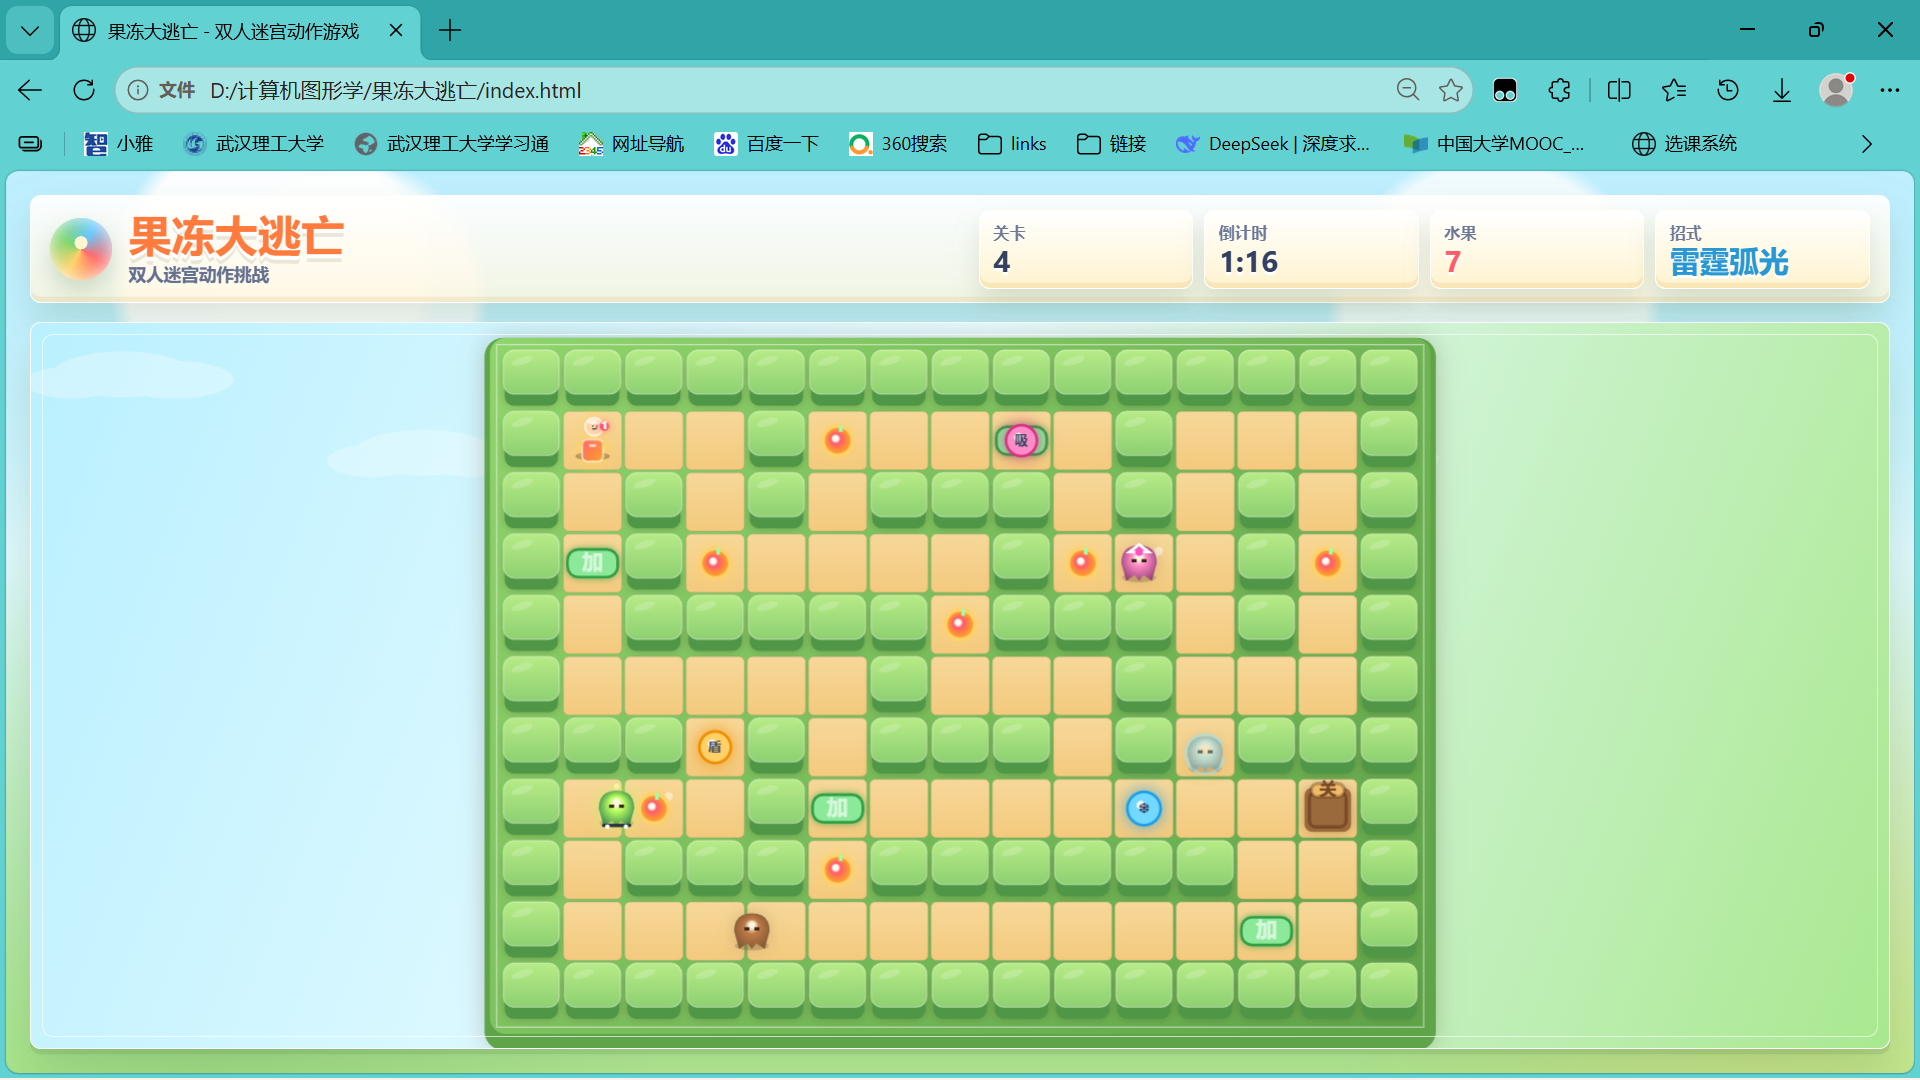 果冻大逃亡 - 双人迷宫动作游戏
文件 D:/计算机图形学/果冻大逃亡/index.html
小雅 武汉理工大学 武汉理工大学学习通 网址导航 百度一下 360搜索 links 链接 DeepSeek | 深度求... 中国大学MOOC_... 选课系统
果冻大逃亡
双人迷宫动作挑战
关卡
4
倒计时
1:16
水果
7
招式
雷霆弧光
1
吸
加
盾
加
关
加